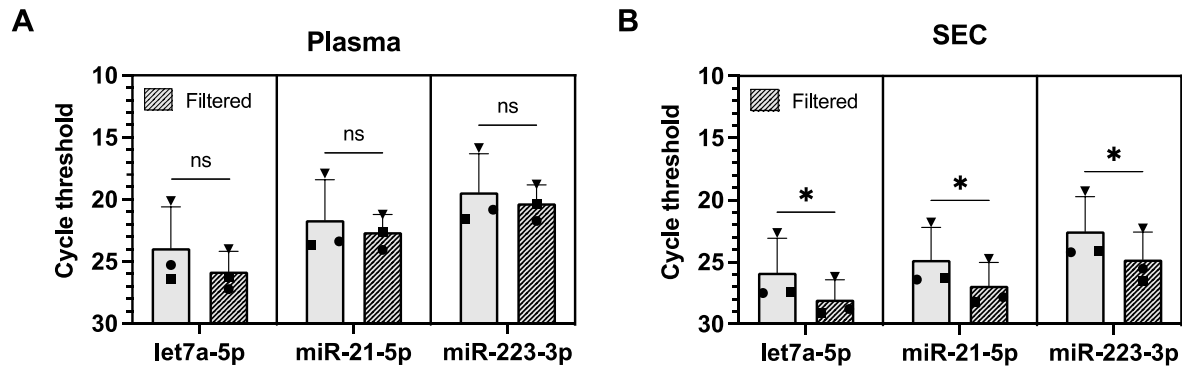 A
Plasma
Cycle threshold
10
15
20
25
30
Filtered
ns
ns
ns
let7a-5p
miR-21-5p
miR-223-3p
B
SEC
Cycle threshold
10
15
20
25
30
Filtered
*
*
*
let7a-5p
miR-21-5p
miR-223-3p